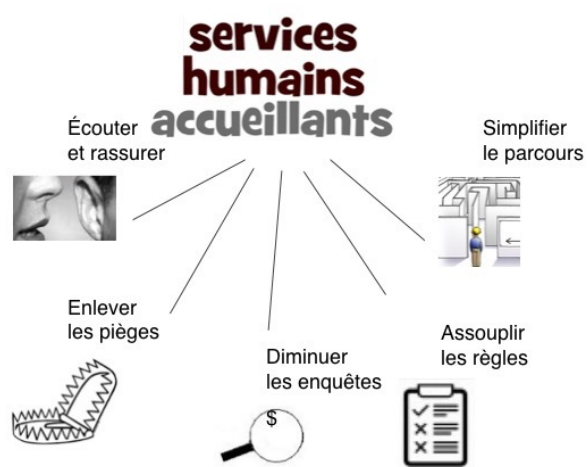 services
humains
accueillants
Écouter
et rassurer
Simplifier
le parcours
Enlever
les pièges
Diminuer
les enquêtes
$
Assouplir
les règles